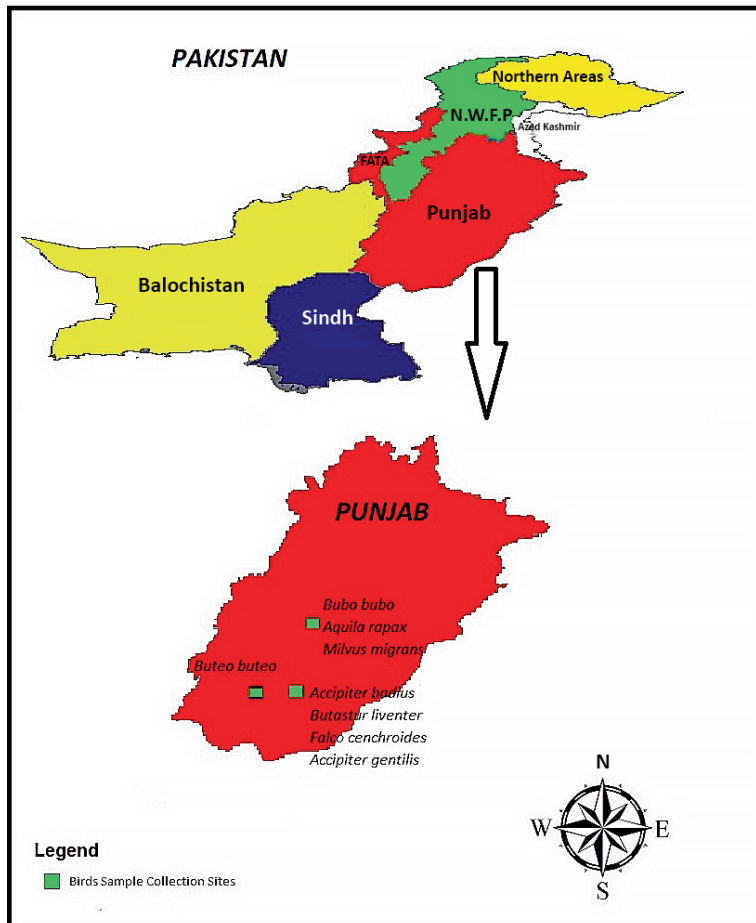 PAKISTAN
Northern Areas
N.W.F.P
Azad Kashmir
FATA
Punjab
Balochistan
Sindh
PUNJAB
Bubo bubo
Aquila rapax
Milvus migrans
Buteo buteo
Accipiter badius
Butastur liventer
Falco cenchroides
Accipiter gentilis
N
W
E
S
Legend
Birds Sample Collection Sites